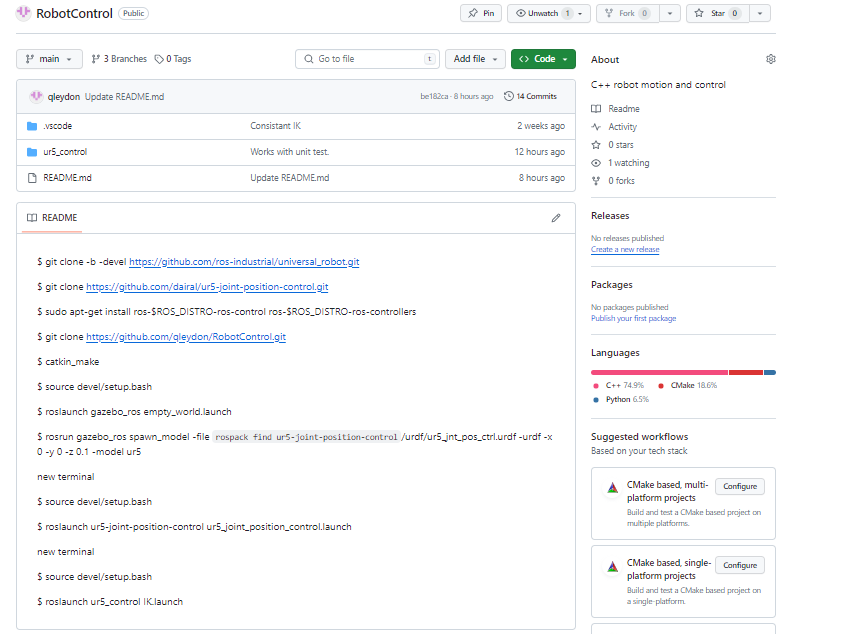 RobotControl Public
Pin
Unwatch 1
Fork 0
Star 0
main
3 Branches
0 Tags
Go to file t
Add file
Code
qleydon Update README.md be182ca · 8 hours ago 14 Commits
.vscode Consistant IK 2 weeks ago
ur5_control Works with unit test. 12 hours ago
README.md Update README.md 8 hours ago
README
$ git clone -b -devel https://github.com/ros-industrial/universal_robot.git
$ git clone https://github.com/dairal/ur5-joint-position-control.git
$ sudo apt-get install ros-$ROS_DISTRO-ros-control ros-$ROS_DISTRO-ros-controllers
$ git clone https://github.com/qleydon/RobotControl.git
$ catkin_make
$ source devel/setup.bash
$ roslaunch gazebo_ros empty_world.launch
$ rosrun gazebo_ros spawn_model -file rospack find ur5-joint-position-control /urdf/ur5_jnt_pos_ctrl.urdf -urdf -x
0 -y 0 -z 0.1 -model ur5
new terminal
$ source devel/setup.bash
$ roslaunch ur5-joint-position-control ur5_joint_position_control.launch
new terminal
$ source devel/setup.bash
$ roslaunch ur5_control IK.launch
About
C++ robot motion and control
Readme
Activity
0 stars
1 watching
0 forks
Releases
No releases published
Create a new release
Packages
No packages published
Publish your first package
Languages
C++ 74.9% CMake 18.6%
Python 6.5%
Suggested workflows
Based on your tech stack
CMake based, multi-
platform projects
Configure
Build and test a CMake based project on
multiple platforms.
CMake based, single-
platform projects
Configure
Build and test a CMake based project on
a single-platform.